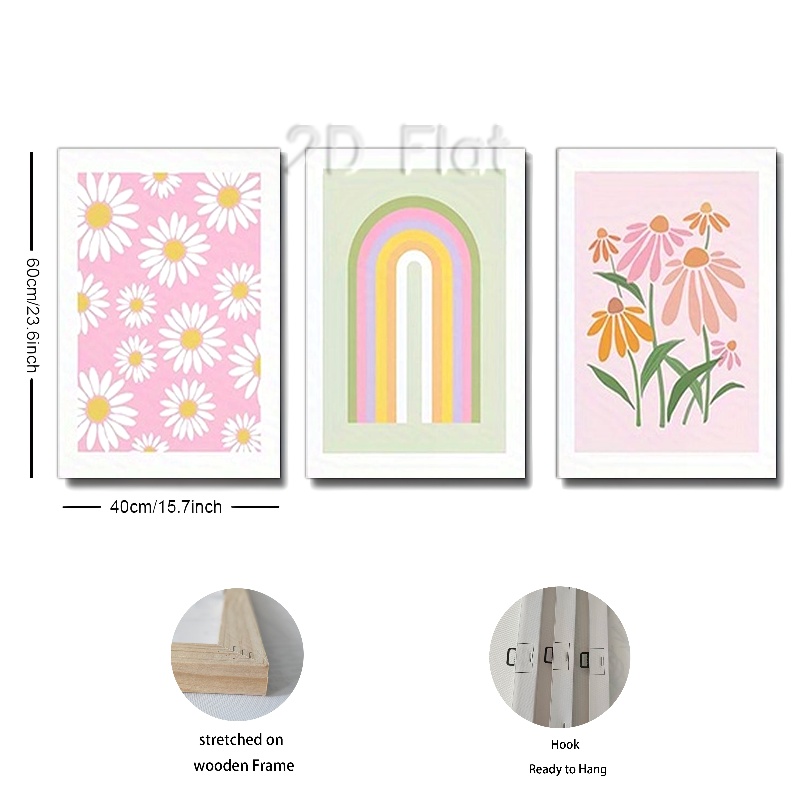 2D Flat
60cm/23.6inch
40cm/15.7inch
stretched on
wooden Frame
Hook
Ready to Hang